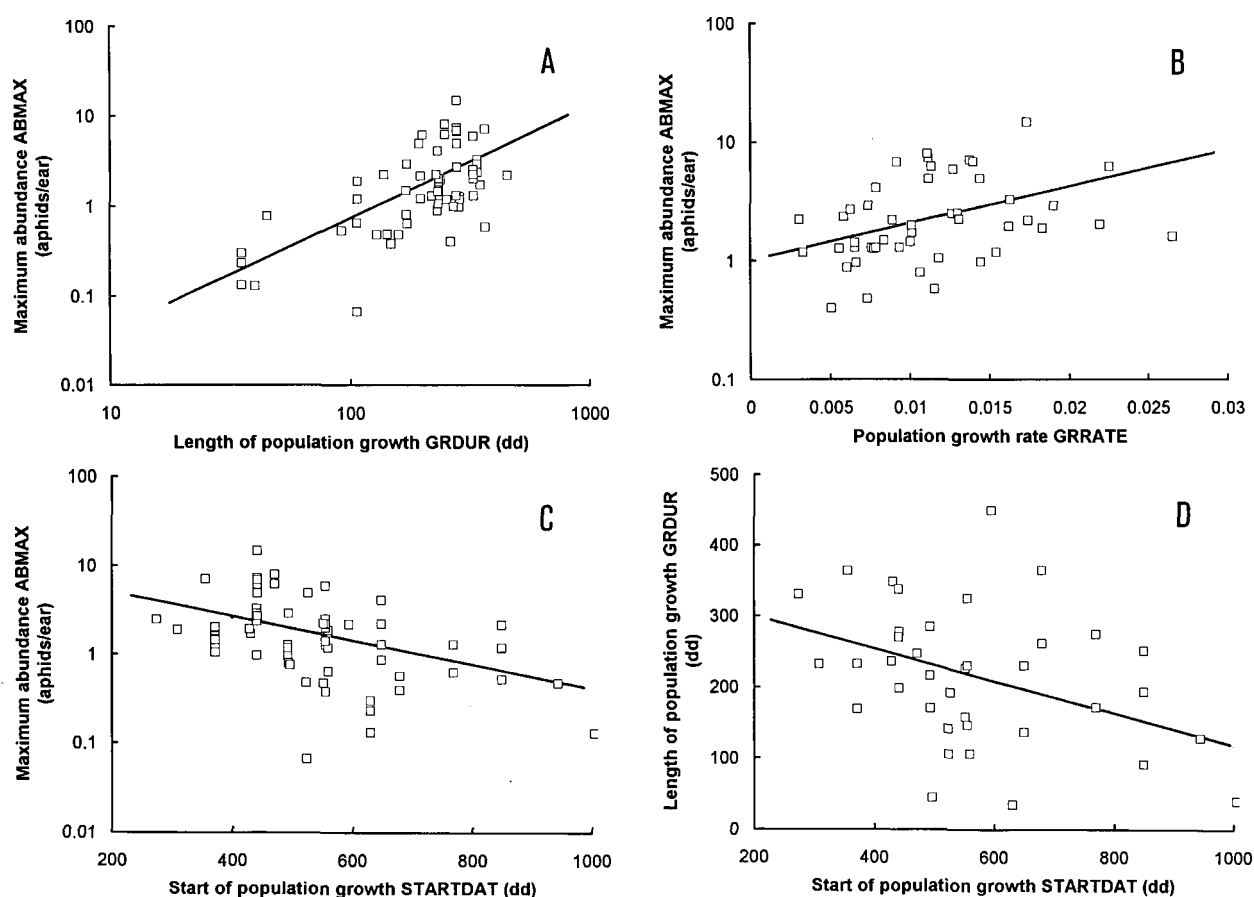 A
Maximum abundance ABMAX
(aphids/ear)
100
10
1
0.1
0.01
10
100
1000
Length of population growth GRDUR (dd)
B
Maximum abundance ABMAX
(aphids/ear)
100
10
1
0.1
0
0.005
0.01
0.015
0.02
0.025
0.03
Population growth rate GRRATE
C
Maximum abundance ABMAX
(aphids/ear)
100
10
1
0.1
0.01
200
400
600
800
1000
Start of population growth STARTDAT (dd)
D
Length of population growth GRDUR
(dd)
500
400
300
200
100
0
200
400
600
800
1000
Start of population growth STARTDAT (dd)